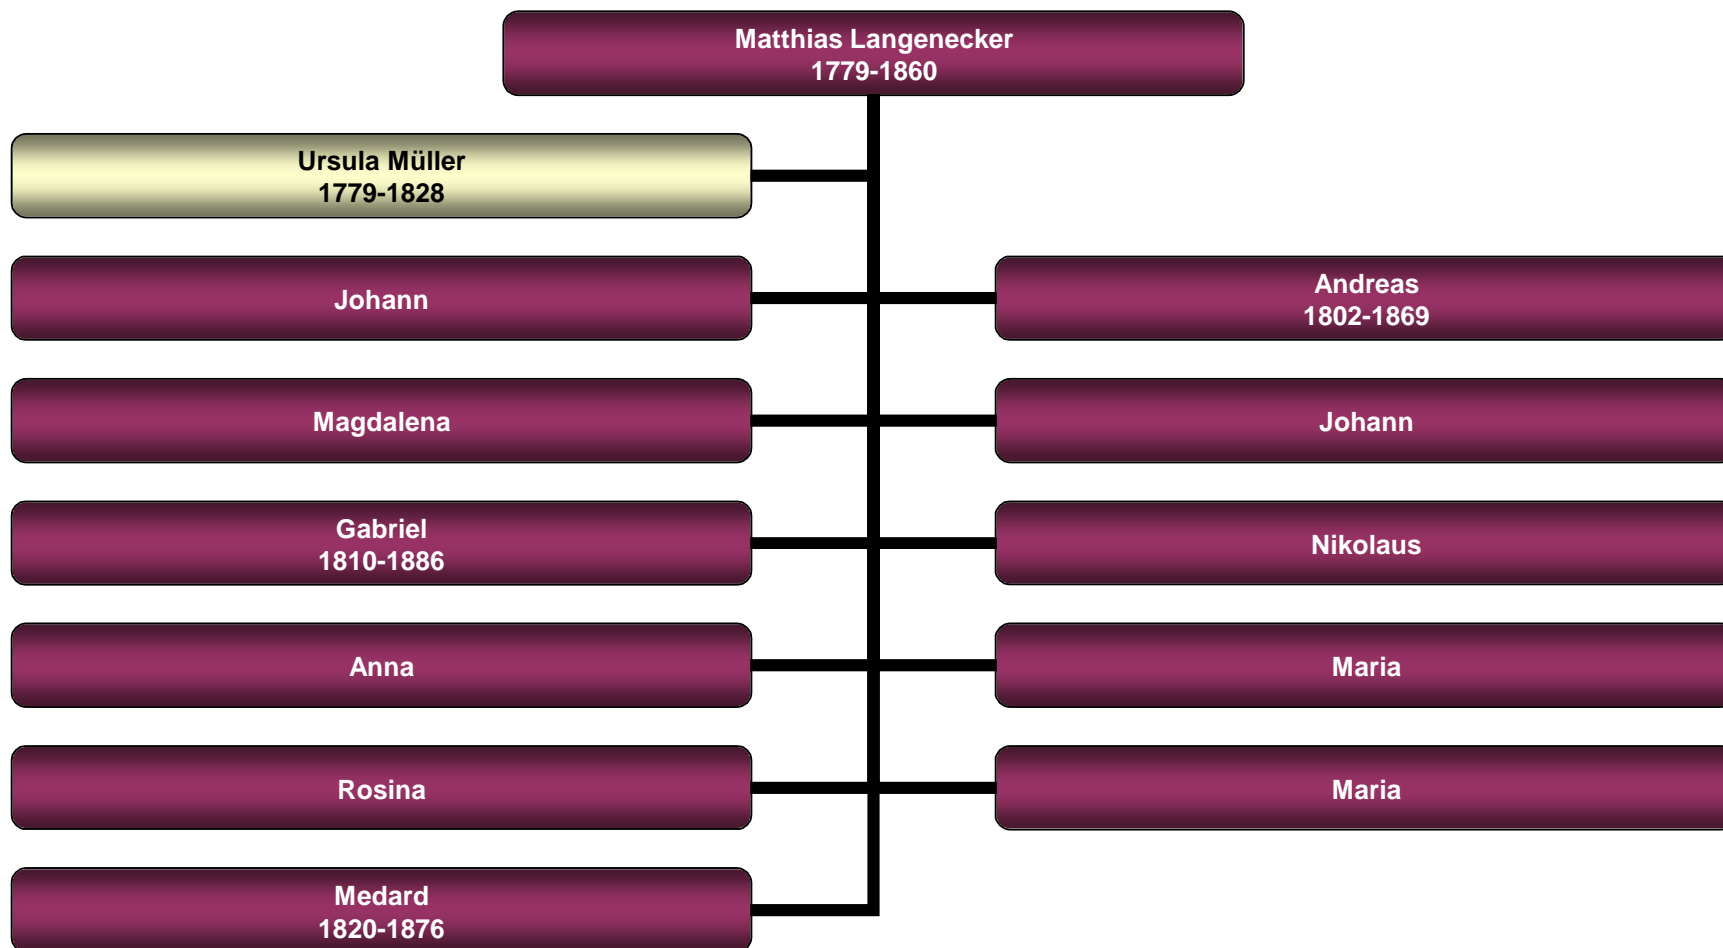 Matthias Langenecker
1779-1860
Ursula Müller
1779-1828
Johann
Andreas
1802-1869
Magdalena
Johann
Gabriel
1810-1886
Nikolaus
Anna
Maria
Rosina
Maria
Medard
1820-1876